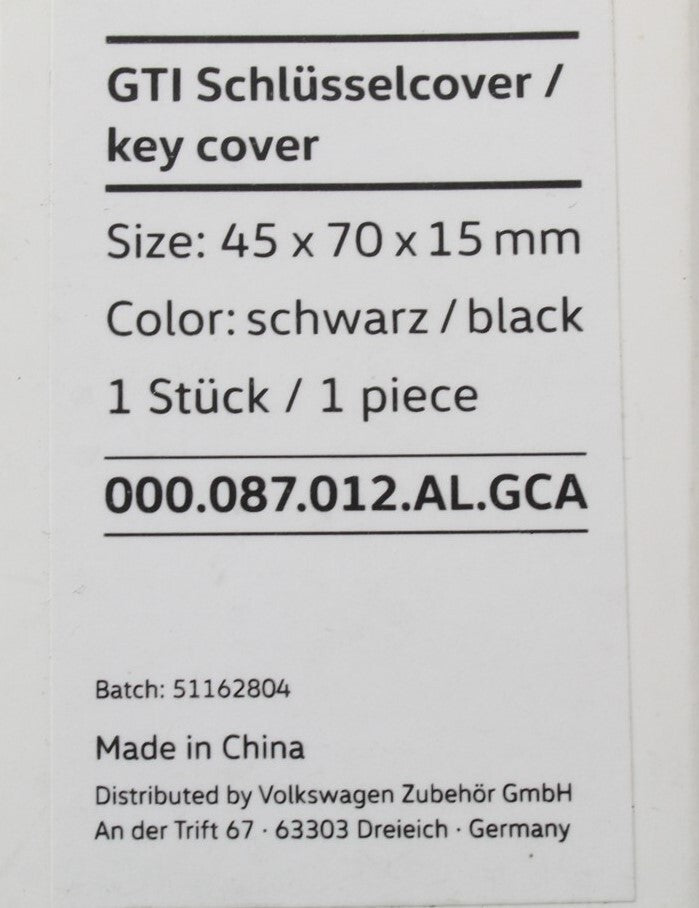 GTI Schlüsselcover /
key cover
Size: 45 x 70 x 15 mm
Color: schwarz / black
1 Stück / 1 piece
000.087.012.AL.GCA
Batch: 51162804
Made in China
Distributed by Volkswagen Zubehör GmbH
An der Trift 67 · 63303 Dreieich · Germany